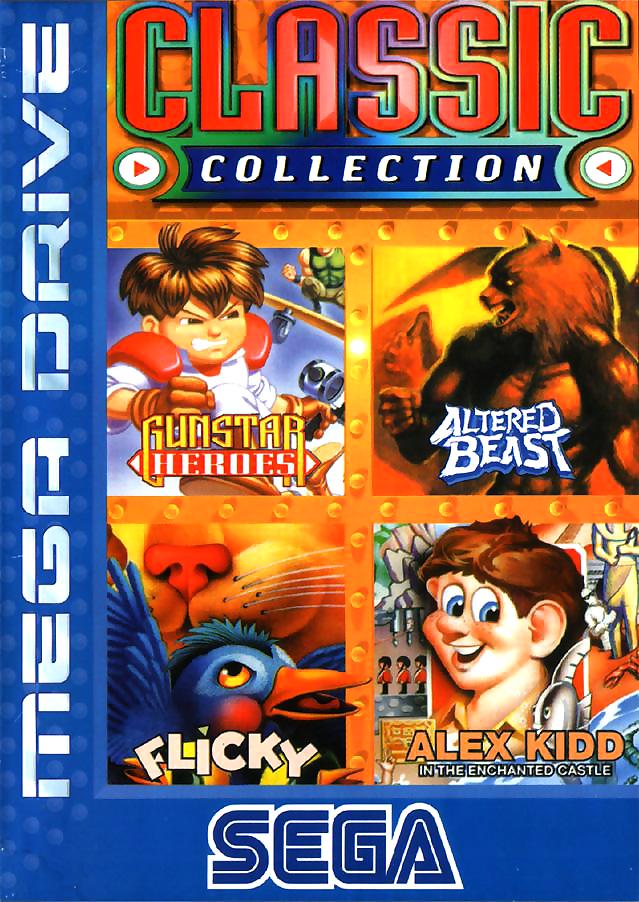 MEGA DRIVE
CLASSIC
COLLECTION
GUNSTAR
HEROES
ALTERED
BEAST
FLICKY
ALEX KIDD
IN THE ENCHANTED CASTLE
SEGA